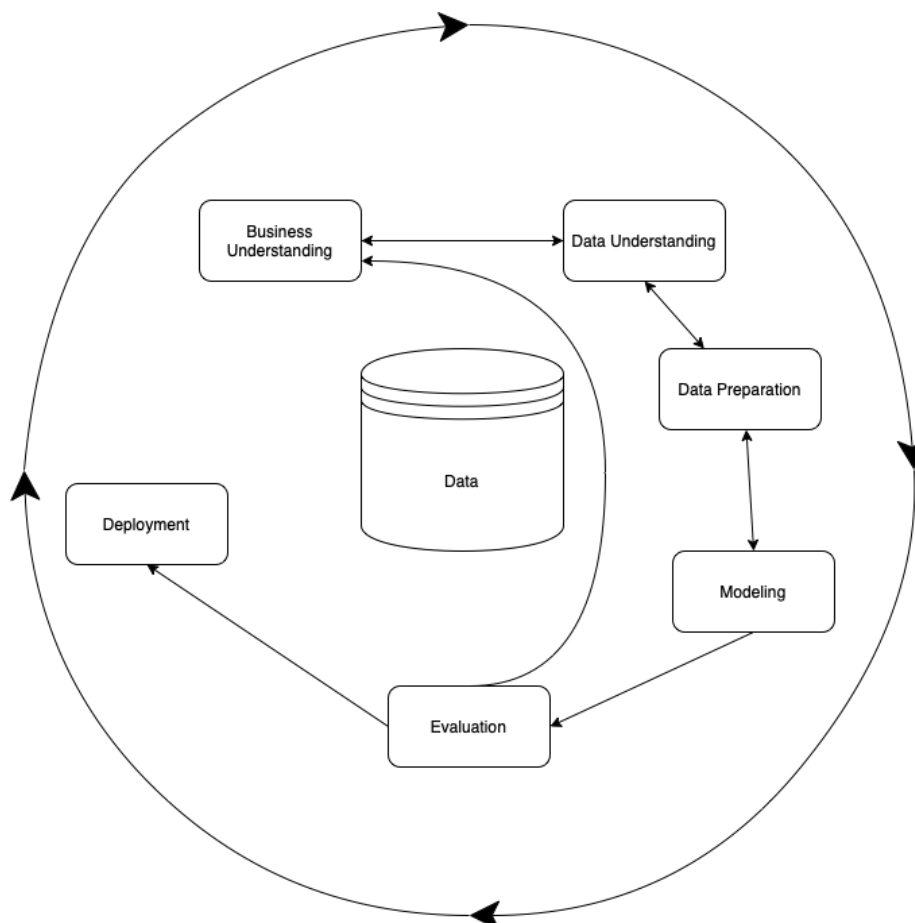 Business
Understanding
Data Understanding
Data Preparation
Data
Deployment
Modeling
Evaluation